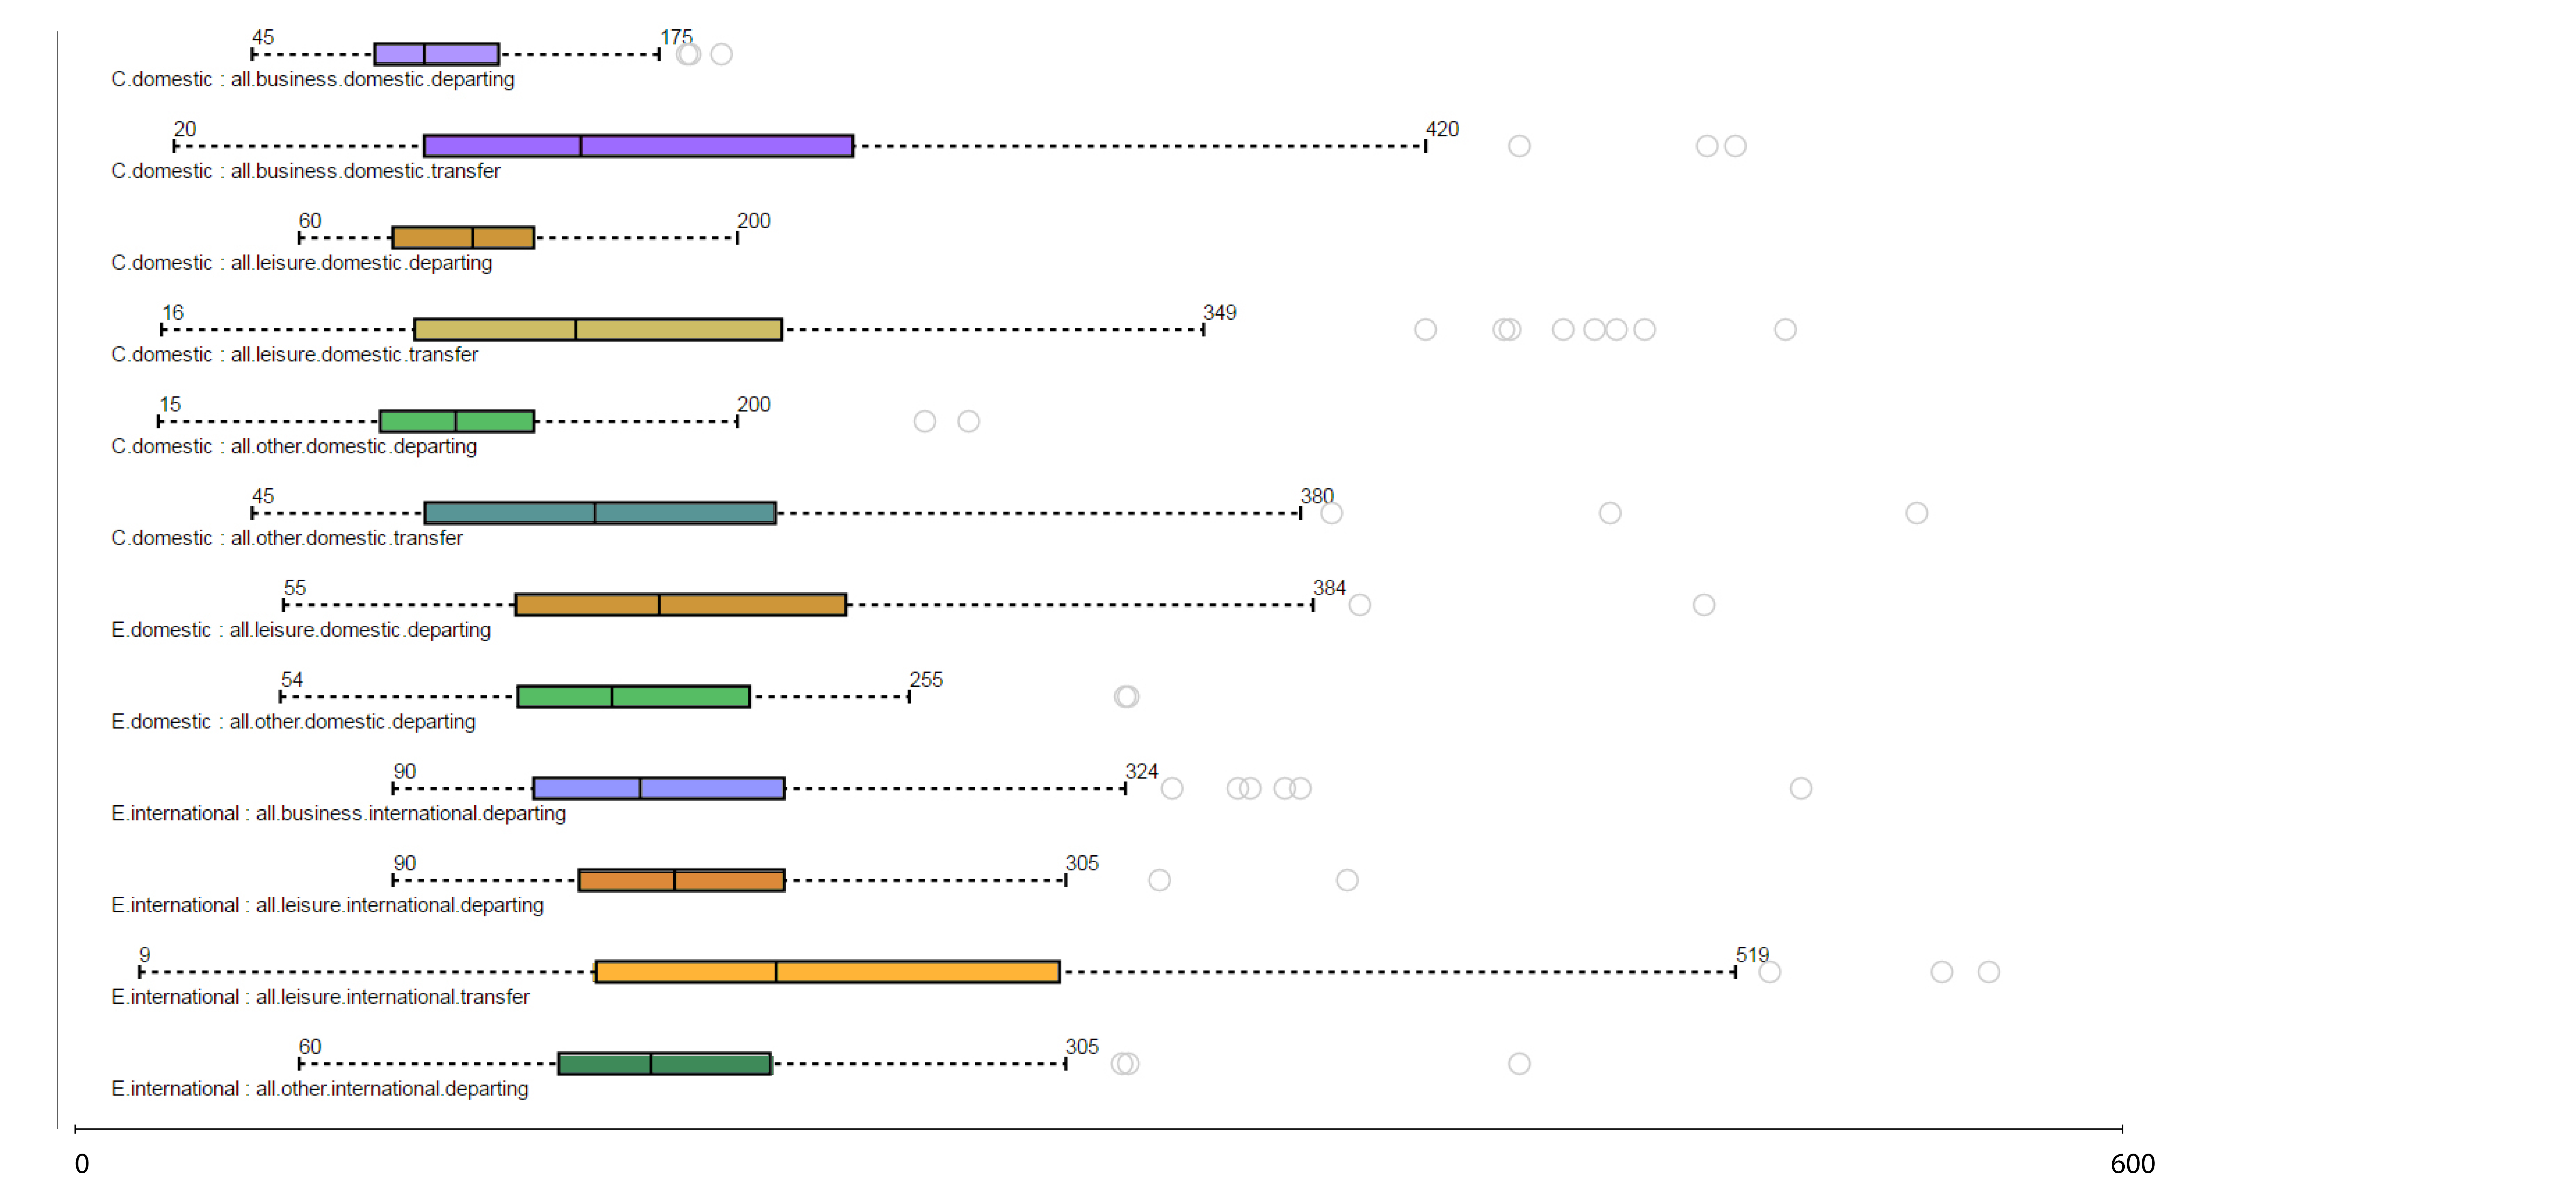 45 175
C.domestic : all.business.domestic.departing
20 420
C.domestic : all.business.domestic.transfer
60 200
C.domestic : all.leisure.domestic.departing
16 349
C.domestic : all.leisure.domestic.transfer
15 200
C.domestic : all.other.domestic.departing
45 380
C.domestic : all.other.domestic.transfer
55 384
E.domestic : all.leisure.domestic.departing
54 255
E.domestic : all.other.domestic.departing
90 324
E.international : all.business.international.departing
90 305
E.international : all.leisure.international.departing
9 519
E.international : all.leisure.international.transfer
60 305
E.international : all.other.international.departing
0 600